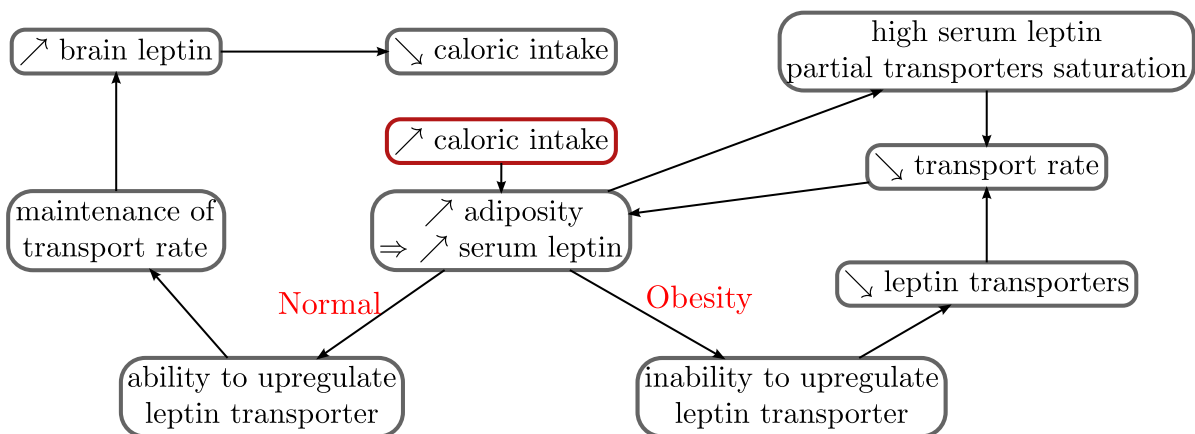 ↗ brain leptin
↘ caloric intake
high serum leptin
partial transporters saturation
↗ caloric intake
↘ transport rate
maintenance of
transport rate
↗ adiposity
⇒ ↗ serum leptin
↘ leptin transporters
Normal
Obesity
ability to upregulate
leptin transporter
inability to upregulate
leptin transporter